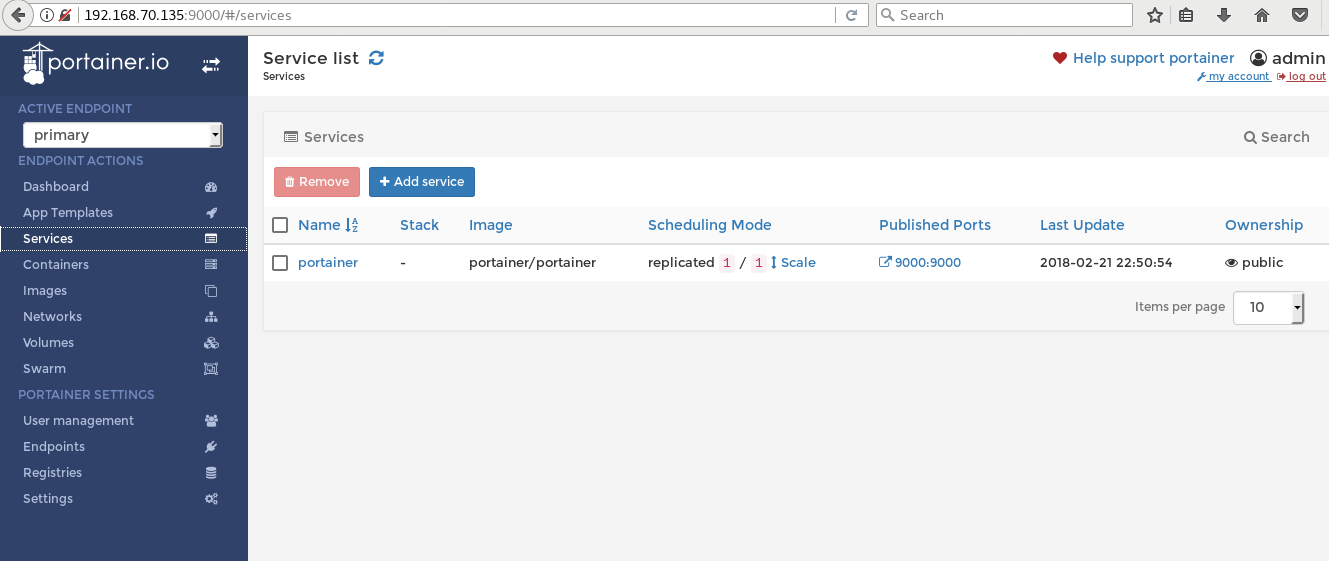 192.168.70.135:9000/#/services
Search
portainer.io
Service list
Services
Help support portainer
admin
my account
log out
ACTIVE ENDPOINT
primary
ENDPOINT ACTIONS
Dashboard
App Templates
Services
Containers
Images
Networks
Volumes
Swarm
PORTAINER SETTINGS
User management
Endpoints
Registries
Settings
Services
Search
Remove
Add service
Name Stack Image Scheduling Mode Published Ports Last Update Ownership
portainer - portainer/portainer replicated 1 / 1 Scale 9000:9000 2018-02-21 22:50:54 public
Items per page 10